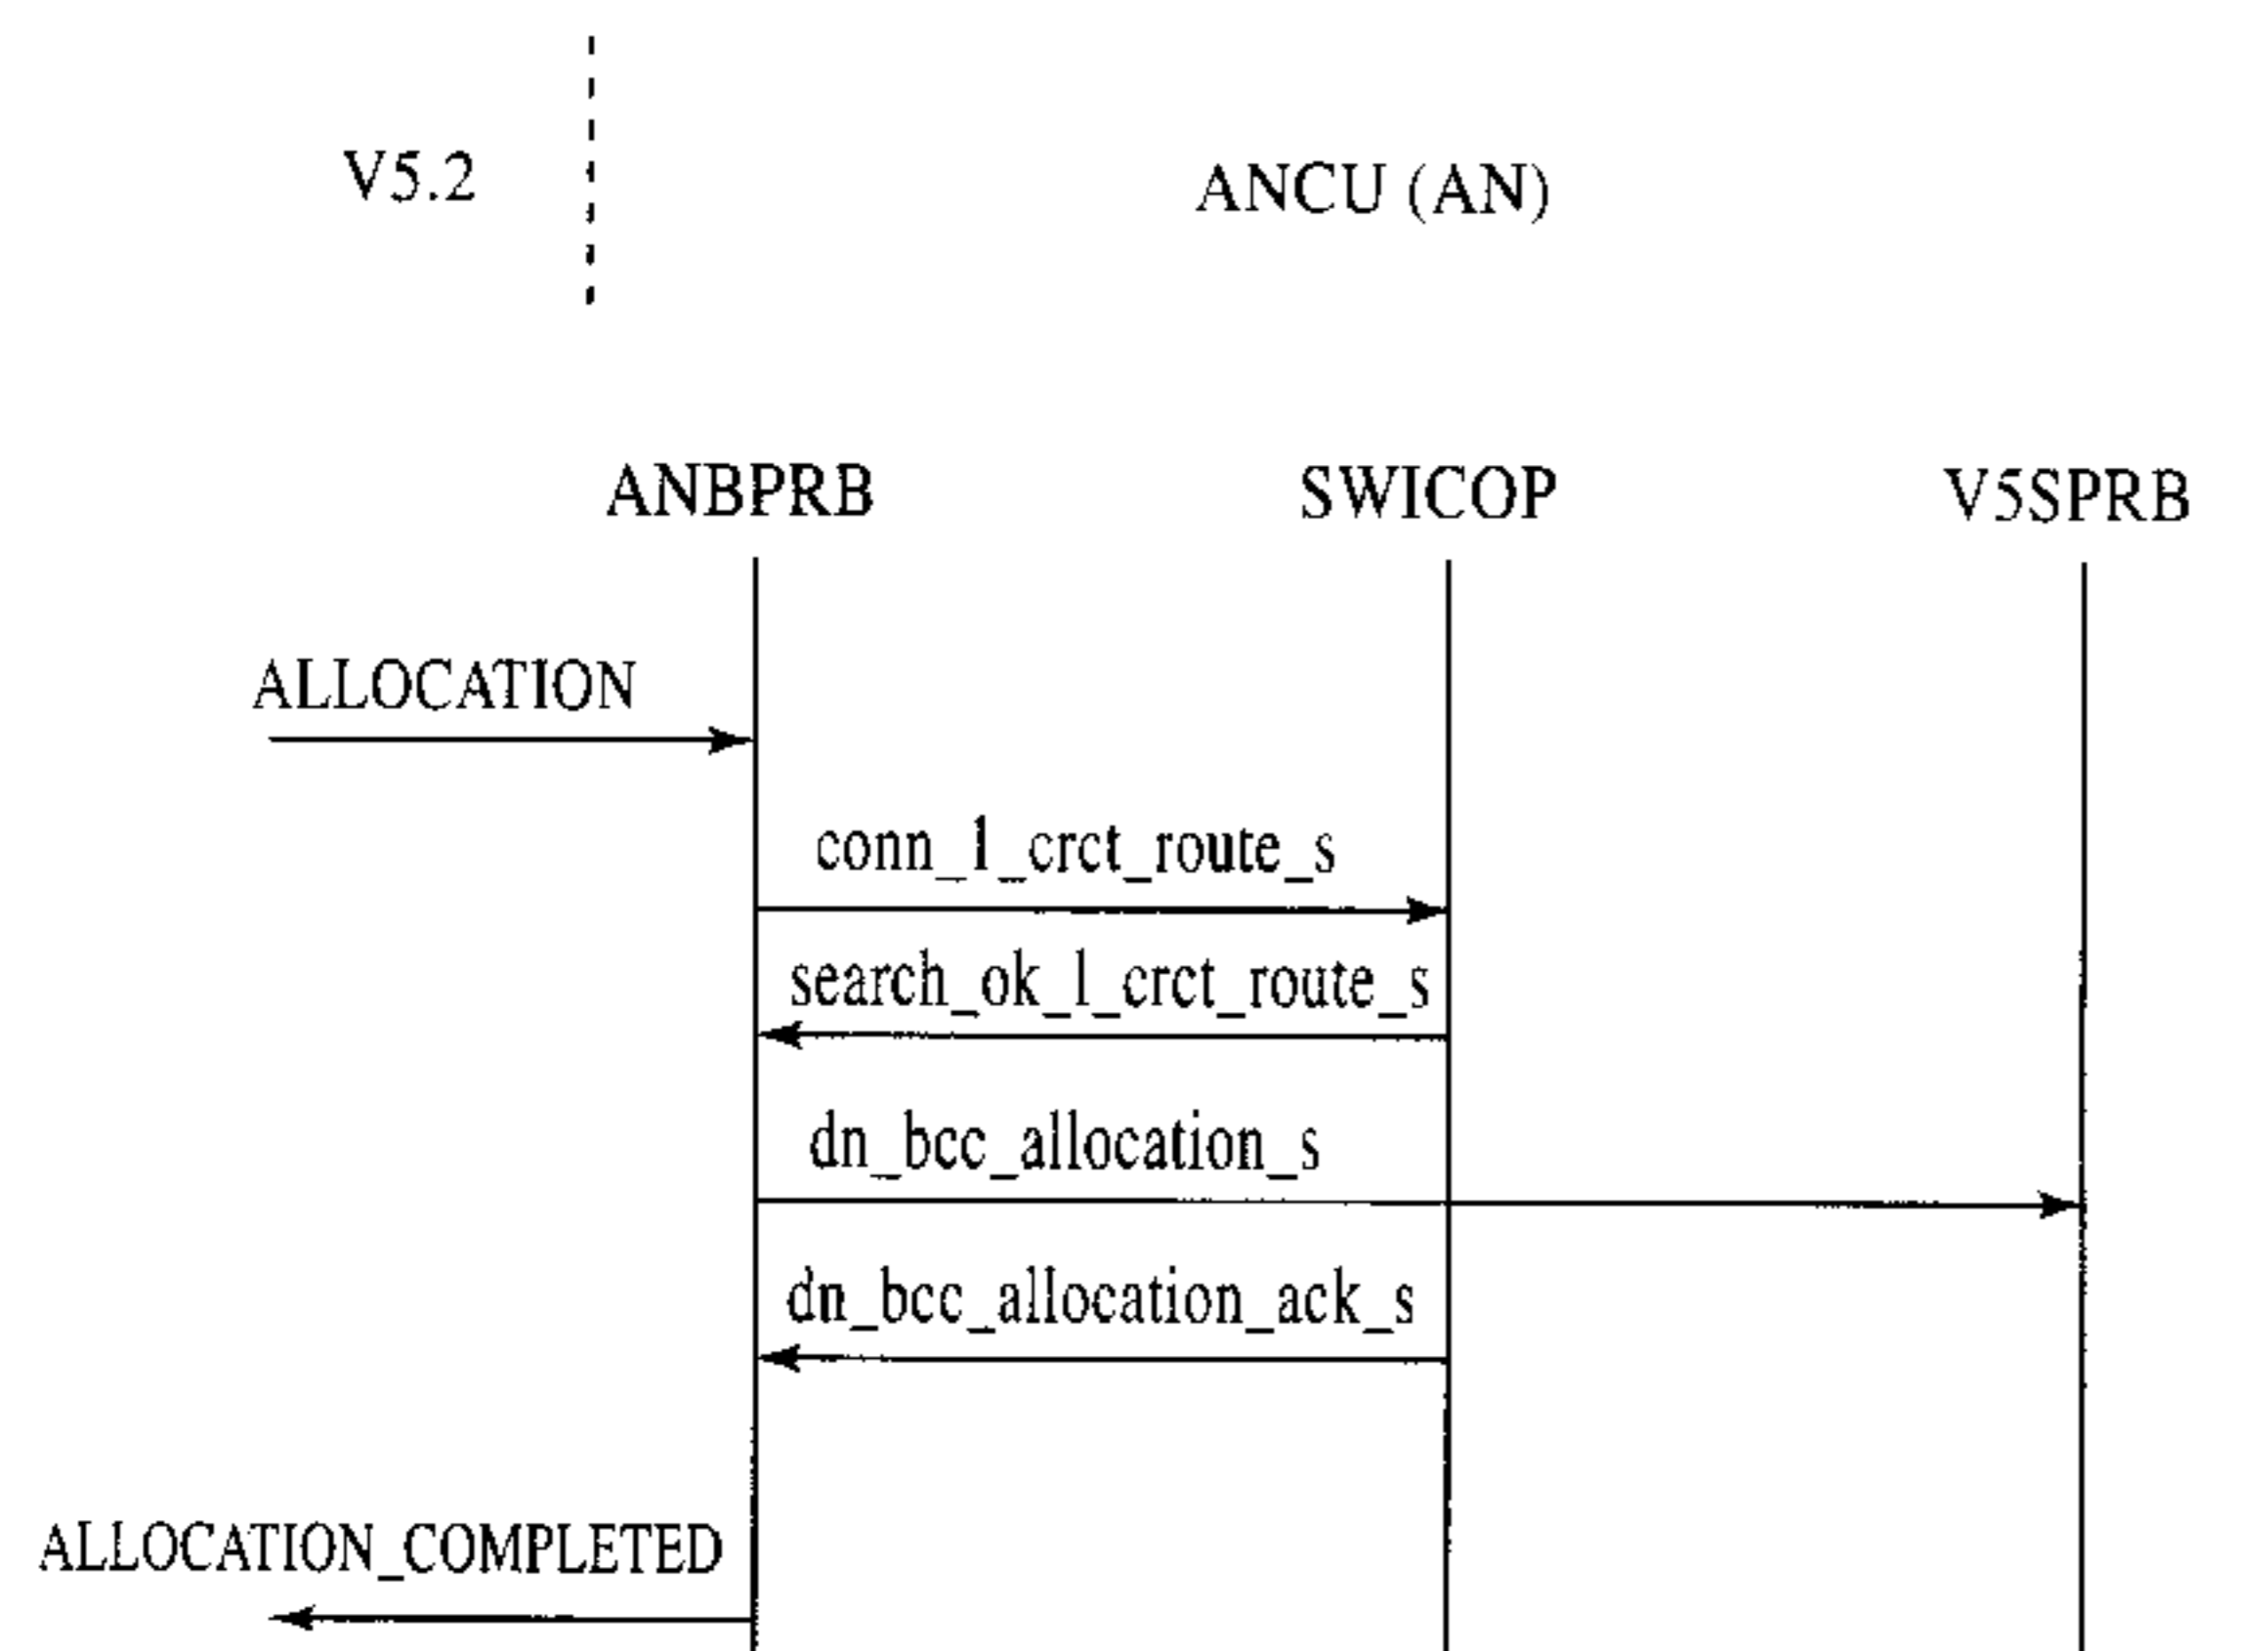 V5.2
ANCU (AN)
ANBPRB
SWICOP
V5SPRB
ALLOCATION
conn_1_crct_route_s
search_ok_1_crct_route_s
dn_bcc_allocation_s
dn_bcc_allocation_ack_s
ALLOCATION_COMPLETED